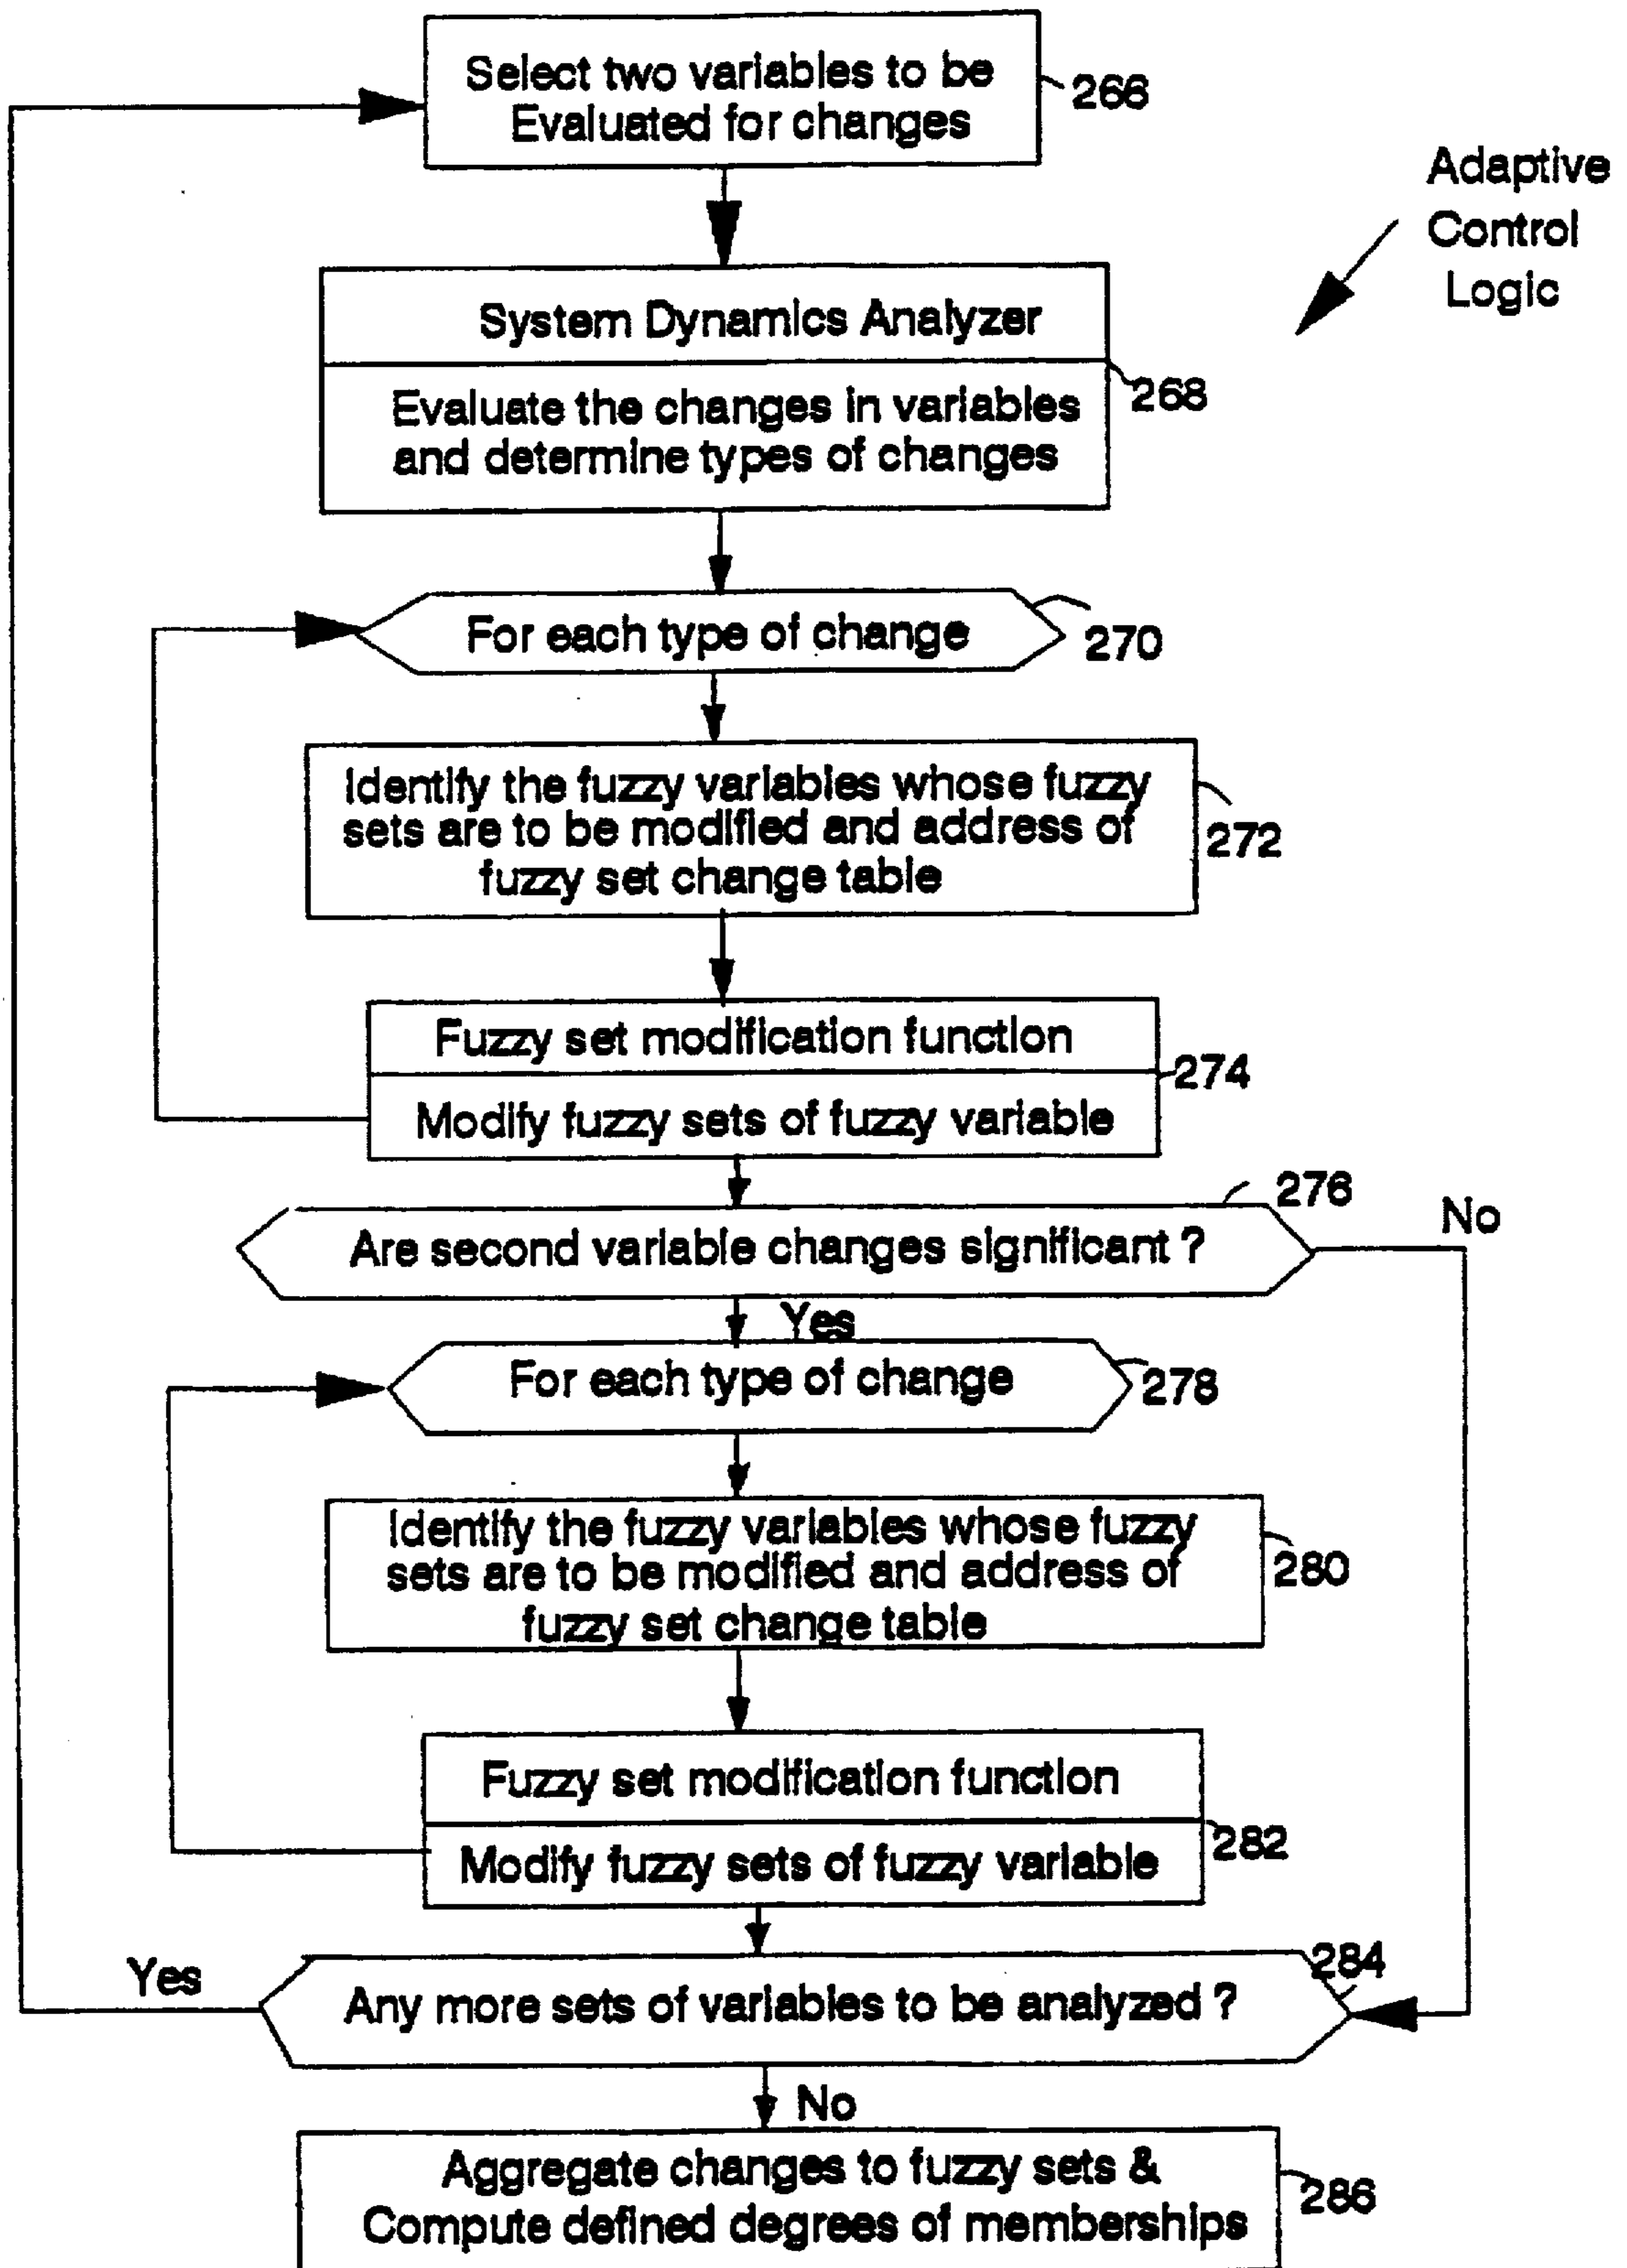 Select two variables to be
Evaluated for changes
266
Adaptive
Control
Logic
System Dynamics Analyzer
268
Evaluate the changes in variables
and determine types of changes
For each type of change
270
Identify the fuzzy variables whose fuzzy
sets are to be modified and address of
fuzzy set change table
272
Fuzzy set modification function
274
Modify fuzzy sets of fuzzy variable
276
No
Are second variable changes significant ?
Yes
For each type of change
278
Identify the fuzzy variables whose fuzzy
sets are to be modified and address of
fuzzy set change table
280
Fuzzy set modification function
282
Modify fuzzy sets of fuzzy variable
284
Yes
Any more sets of variables to be analyzed ?
No
Aggregate changes to fuzzy sets &
Compute defined degrees of memberships
286